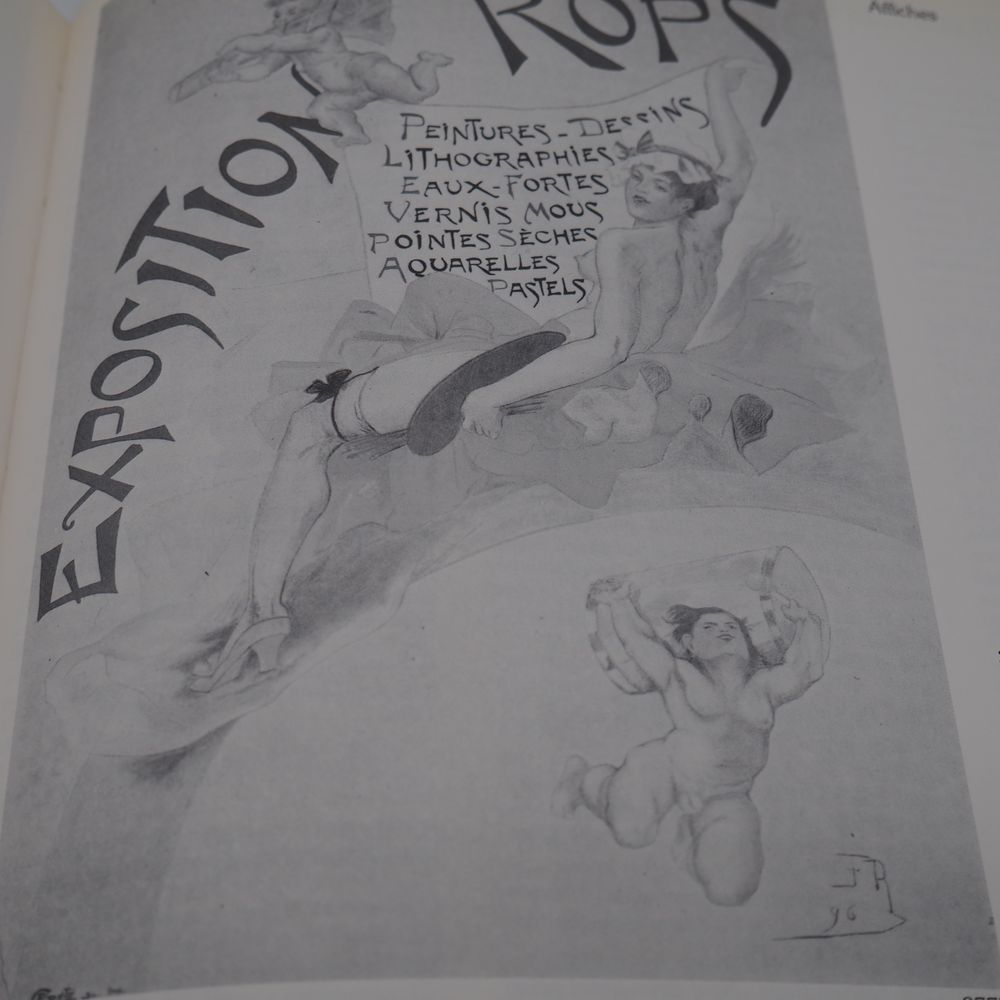 Affiches
ROPS
EXPOSITION
PEINTURES - DESSINS
LITHOGRAPHIES
EAUX-FORTES
VERNIS MOUS
POINTES SÈCHES
AQUARELLES
PASTELS
96